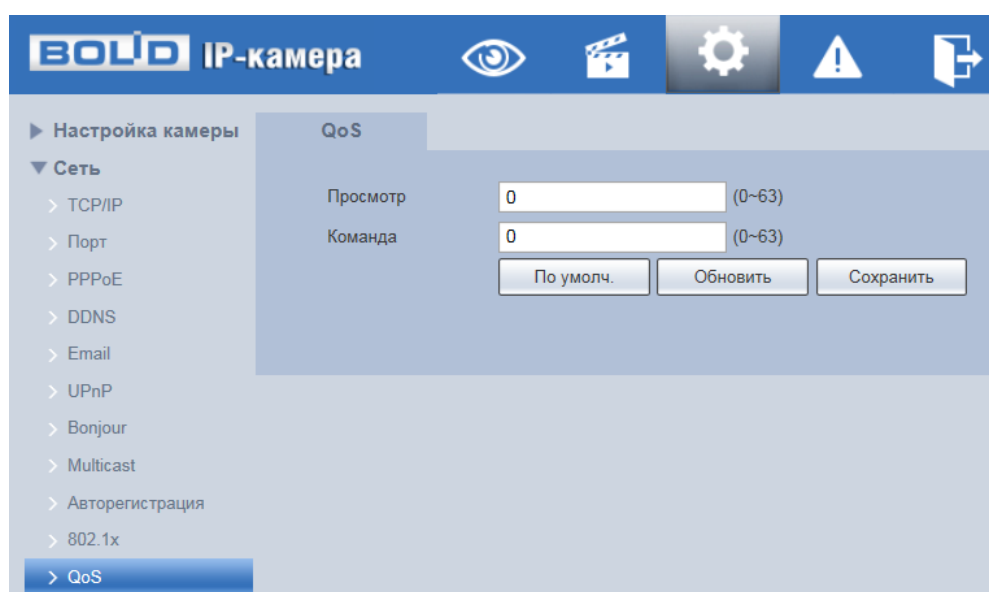 BOLID IP-камера
Настройка камеры
QoS
Сеть
TCP/IP
Просмотр 0 (0~63)
Порт
Команда 0 (0~63)
PPPoE
По умолч. Обновить Сохранить
DDNS
Email
UPnP
Bonjour
Multicast
Авторегистрация
802.1x
QoS